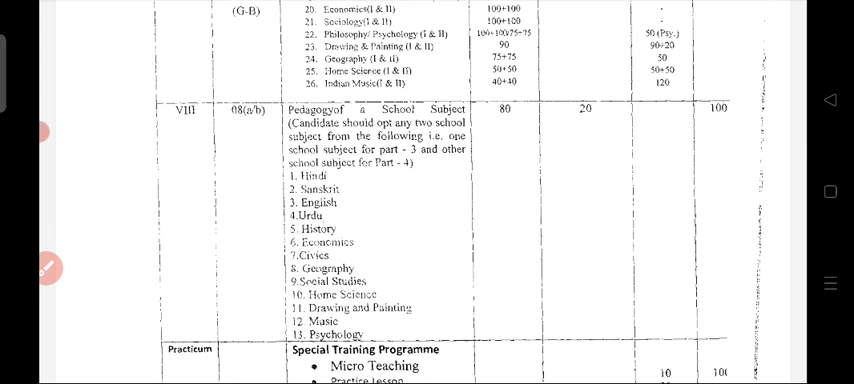 (G-B)
20. Economics(I & II) 100+100 -
21. Sociology(I & II) 100+100 -
22. Philosophy/ Psychology (I & II) 100+100/75+75 50 (Psy.)
23. Drawing & Painting (I & II) 90 90+20
24. Geography (I & II) 75+75 50
25. Home Science (I & II) 50+50 50+50
26. Indian Music(I & II) 40+40 120
VIII 08(a/b) Pedagogyof a School Subject 80 20 100
(Candidate should opt any two school
subject from the following i.e. one
school subject for part - 3 and other
school subject for Part - 4)
1. Hindi
2. Sanskrit
3. English
4.Urdu
5. History
6. Economics
7.Civics
8. Geography
9.Social Studies
10. Home Science
11. Drawing and Painting
12. Music
13. Psychology
Practicum Special Training Programme
• Micro Teaching 10
• Practice Lesson